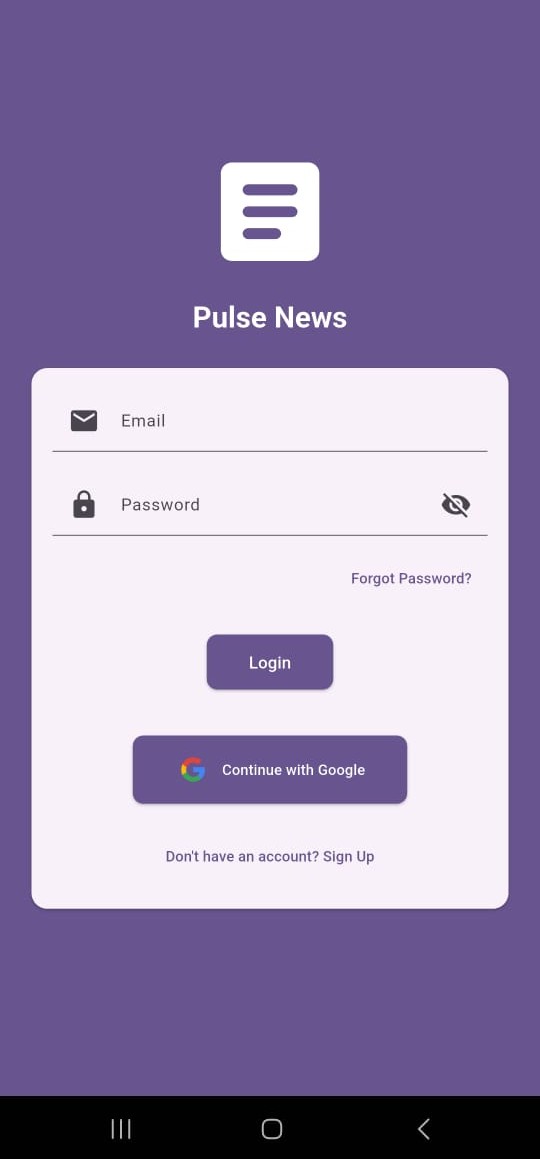 Pulse News
Email
Password
Forgot Password?
Login
Continue with Google
Don't have an account? Sign Up